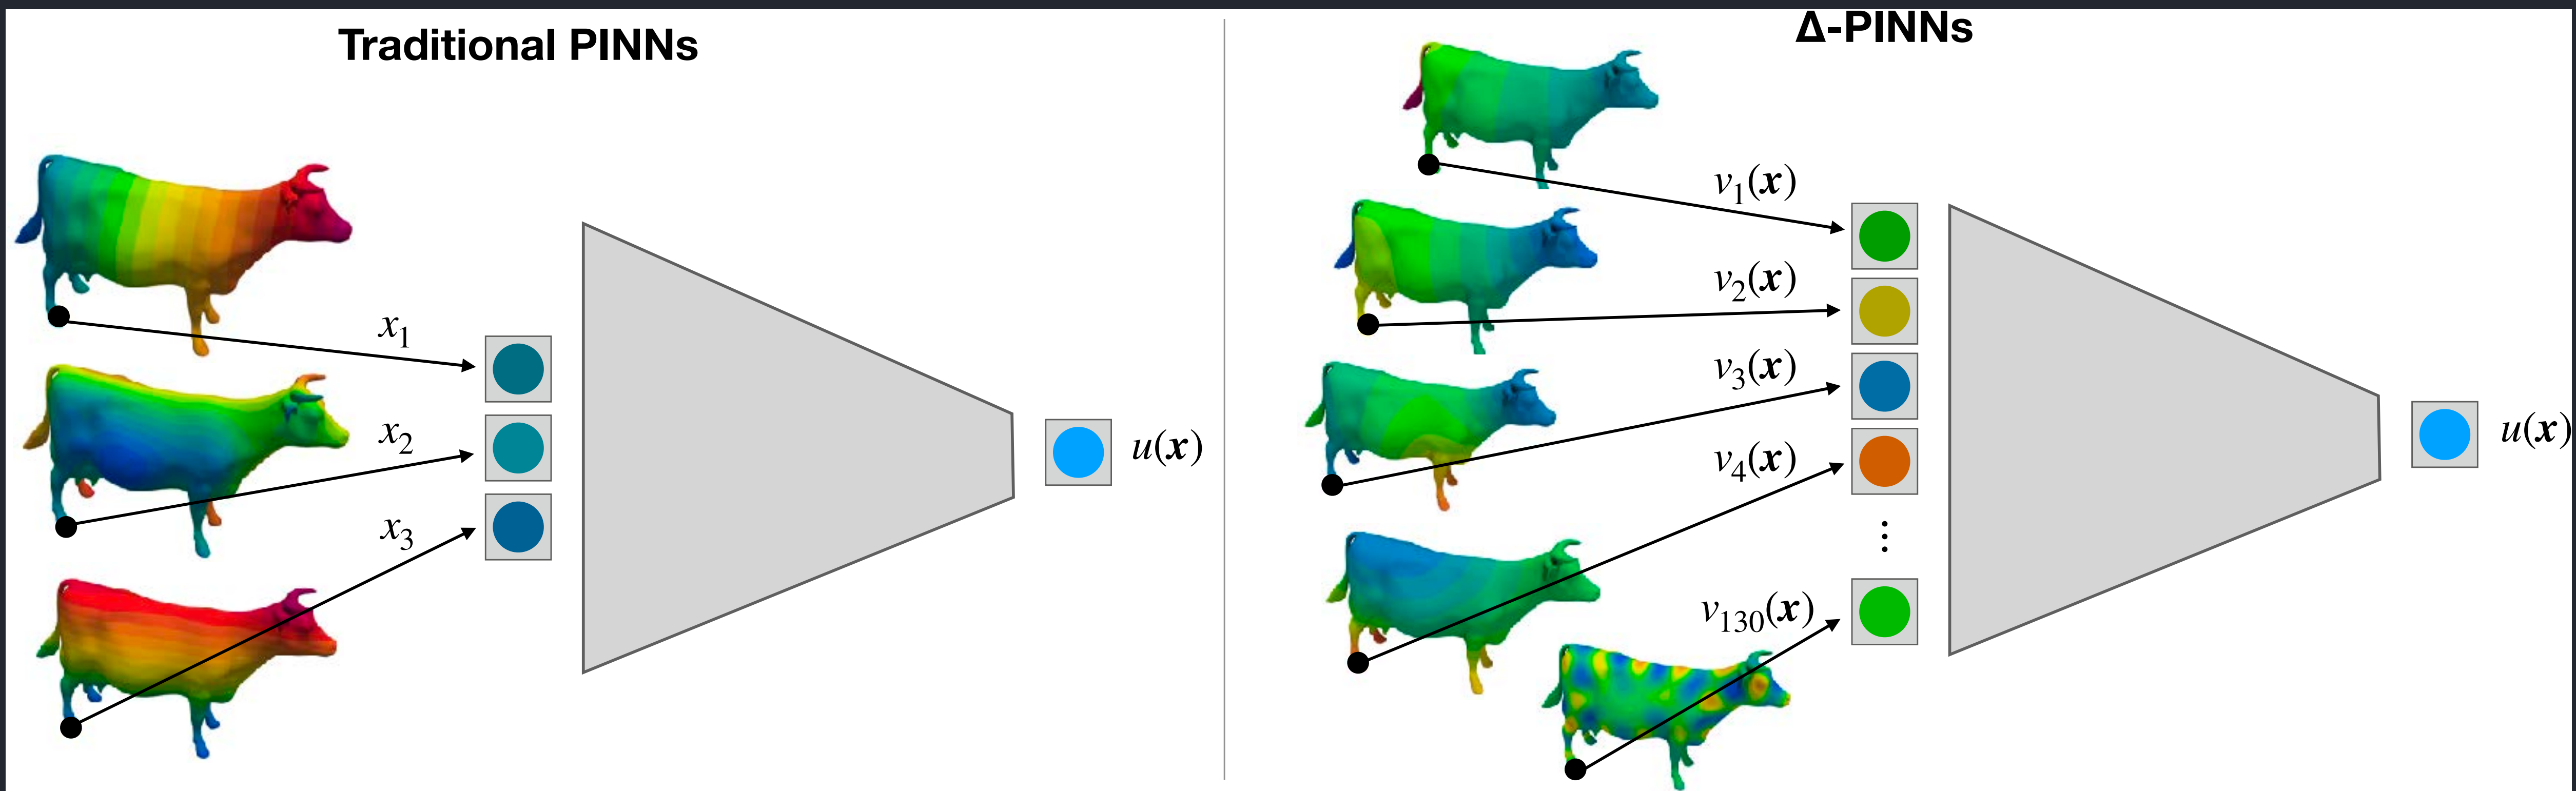 Traditional PINNs
x₁
x₂
x₃
u(x)
Δ-PINNs
v₁(x)
v₂(x)
v₃(x)
v₄(x)
⋮
v₁₃₀(x)
u(x)